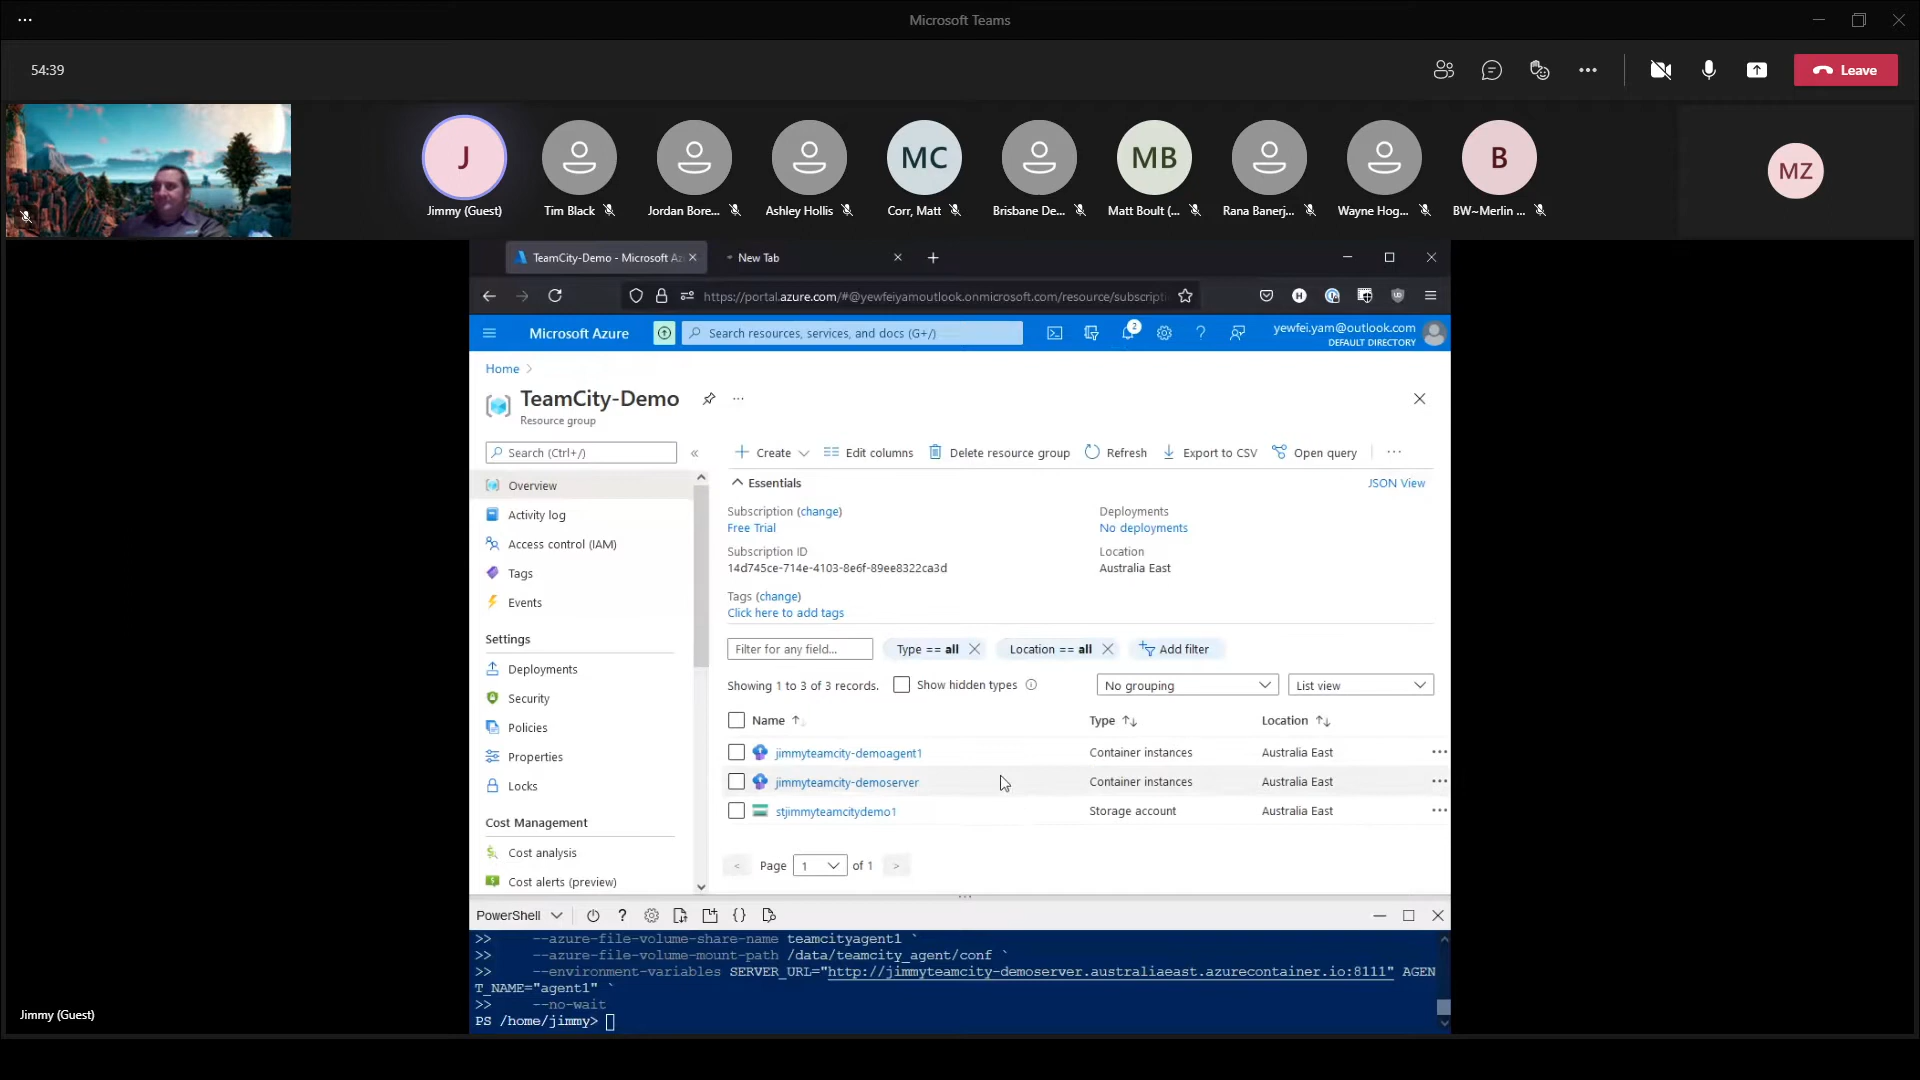 Microsoft Teams
54:39
Leave
J
MC
MB
B
MZ
Jimmy (Guest)
Tim Black
Jordan Bore...
Ashley Hollis
Corr, Matt
Brisbane De...
Matt Boult (...
Rana Banerj...
Wayne Hog...
BW~Merlin ...
TeamCity-Demo - Microsoft Az
New Tab
https://portal.azure.com/#@yewfeiyamoutlook.onmicrosoft.com/resource/subscripti
Microsoft Azure
Search resources, services, and docs (G+/)
2
yewfei.yam@outlook.com
DEFAULT DIRECTORY
Home
TeamCity-Demo
Resource group
Search (Ctrl+/)
Create
Edit columns
Delete resource group
Refresh
Export to CSV
Open query
Overview
Activity log
Access control (IAM)
Tags
Events
Settings
Deployments
Security
Policies
Properties
Locks
Cost Management
Cost analysis
Cost alerts (preview)
Essentials
JSON View
Subscription (change)
Free Trial
Subscription ID
14d745ce-714e-4103-8e6f-89ee8322ca3d
Tags (change)
Click here to add tags
Deployments
No deployments
Location
Australia East
Filter for any field...
Type == all
Location == all
Add filter
Showing 1 to 3 of 3 records.
Show hidden types
No grouping
List view
Name
Type
Location
jimmyteamcity-demoagent1
Container instances
Australia East
jimmyteamcity-demoserver
Container instances
Australia East
stjimmyteamcitydemo1
Storage account
Australia East
< Page 1 of 1 >
PowerShell
>> --azure-file-volume-share-name teamcityagent1 `
>> --azure-file-volume-mount-path /data/teamcity_agent/conf `
>> --environment-variables SERVER_URL="http://jimmyteamcity-demoserver.australiaeast.azurecontainer.io:8111" AGEN
T_NAME="agent1" `
>> --no-wait
PS /home/jimmy>
Jimmy (Guest)